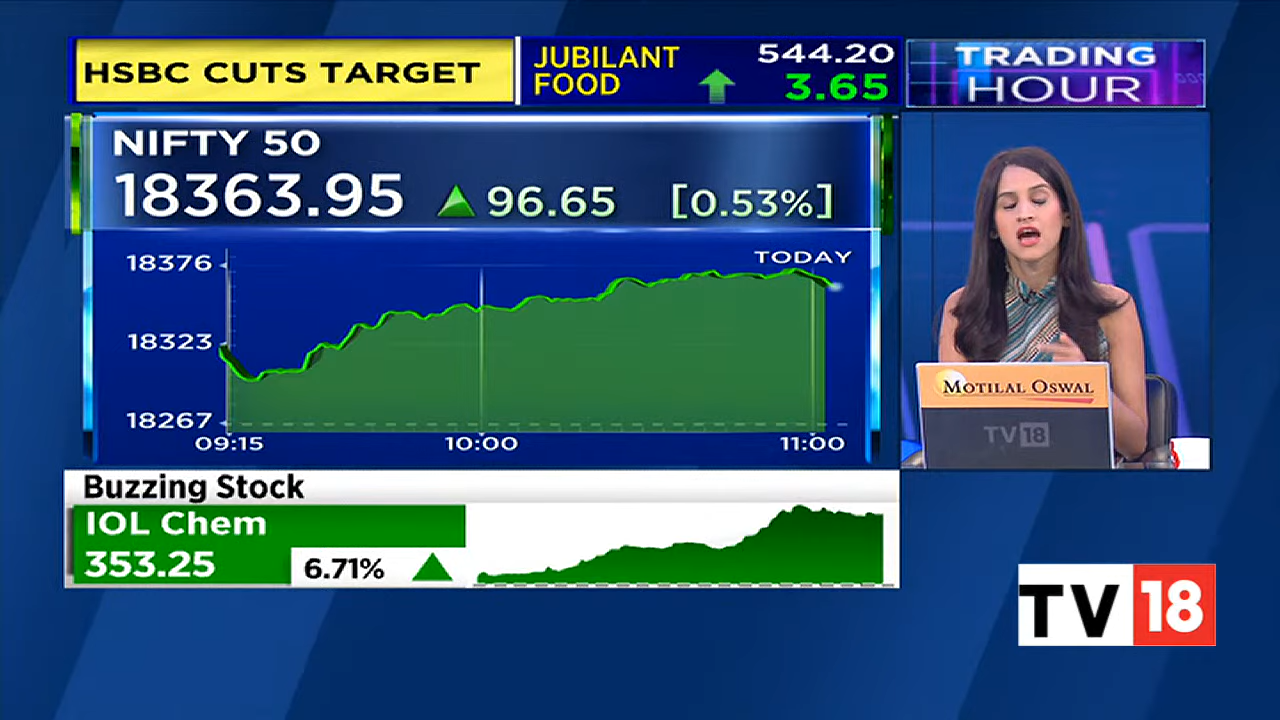 HSBC CUTS TARGET
JUBILANT
FOOD
544.20
3.65
TRADING
HOUR
NIFTY 50
18363.95 96.65 [0.53%]
TODAY
18376
18323
18267
09:15 10:00 11:00
MOTILAL OSWAL
TV18
Buzzing Stock
IOL Chem
353.25 6.71%
TV18